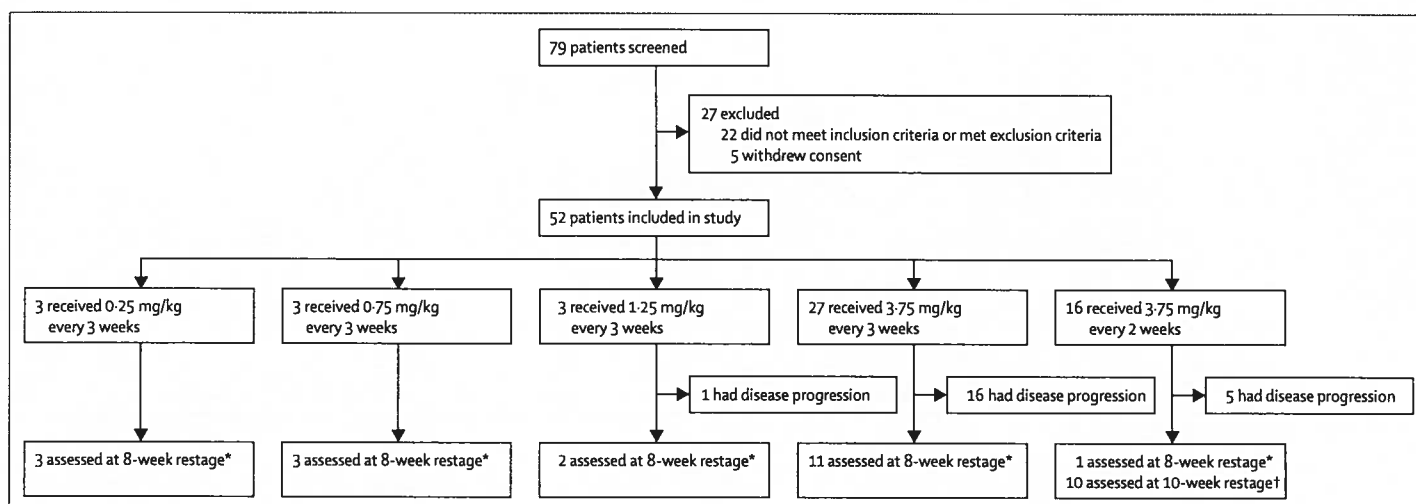 79 patients screened
27 excluded
22 did not meet inclusion criteria or met exclusion criteria
5 withdrew consent
52 patients included in study
3 received 0·25 mg/kg
every 3 weeks
3 received 0·75 mg/kg
every 3 weeks
3 received 1·25 mg/kg
every 3 weeks
27 received 3·75 mg/kg
every 3 weeks
16 received 3·75 mg/kg
every 2 weeks
1 had disease progression
16 had disease progression
5 had disease progression
3 assessed at 8-week restage*
3 assessed at 8-week restage*
2 assessed at 8-week restage*
11 assessed at 8-week restage*
1 assessed at 8-week restage*
10 assessed at 10-week restage†